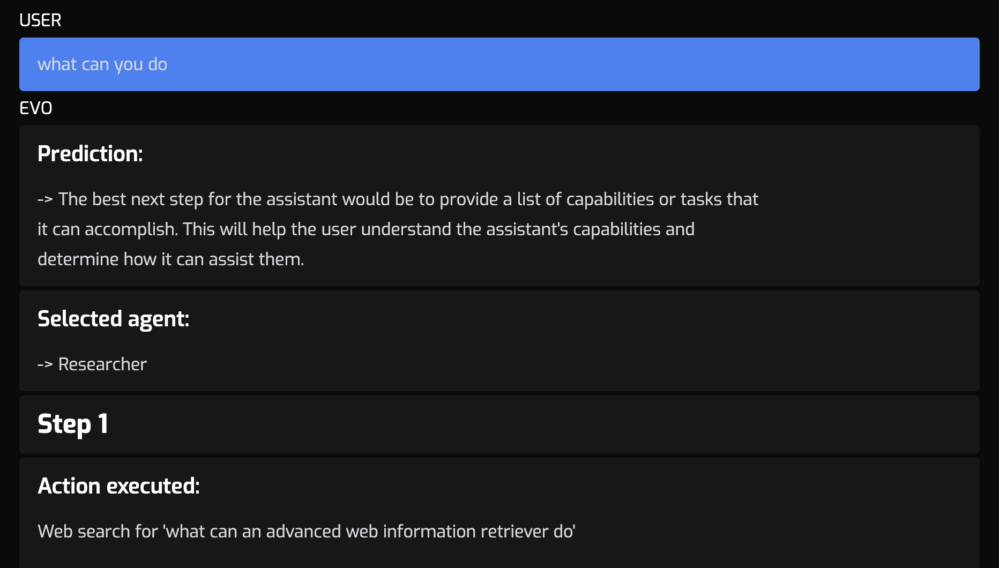 USER
what can you do
EVO
Prediction:
-> The best next step for the assistant would be to provide a list of capabilities or tasks that
it can accomplish. This will help the user understand the assistant's capabilities and
determine how it can assist them.
Selected agent:
-> Researcher
Step 1
Action executed:
Web search for 'what can an advanced web information retriever do'